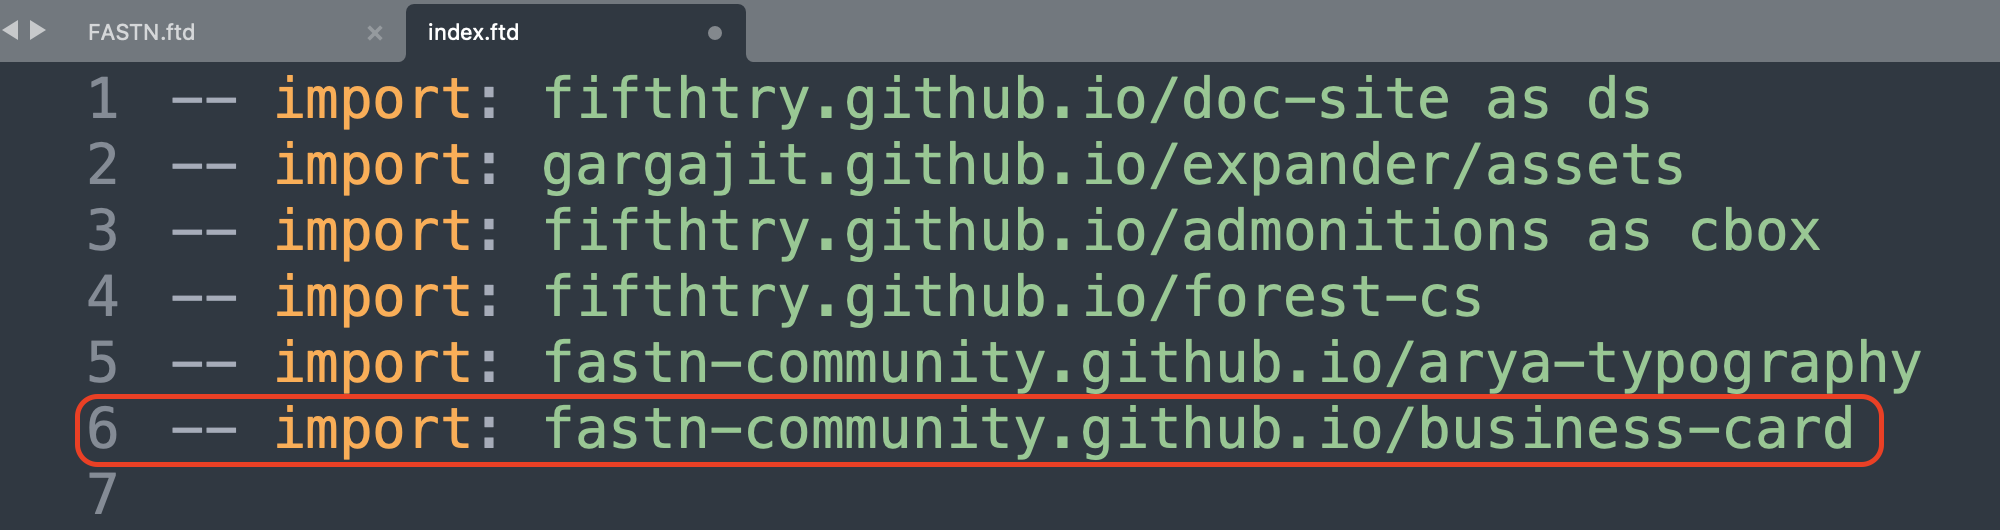 FASTN.ftd × index.ftd
1 -- import: fifthtry.github.io/doc-site as ds
2 -- import: gargajit.github.io/expander/assets
3 -- import: fifthtry.github.io/admonitions as cbox
4 -- import: fifthtry.github.io/forest-cs
5 -- import: fastn-community.github.io/arya-typography
6 -- import: fastn-community.github.io/business-card
7